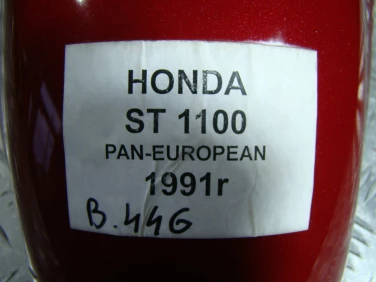 HONDA
ST 1100
PAN-EUROPEAN
1991r
B.446